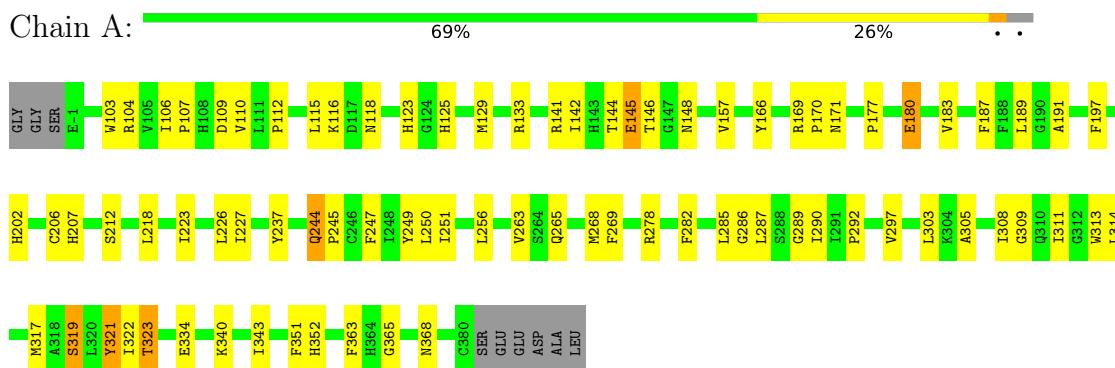 Chain A:
69% 26% • •
GLY GLY SER E-1 W103 R104 V105 I106 P107 H108 D109 V110 L111 P112 L115 K116 D117 N118 H123 G124 H125 M129 R133 R141 I142 H143 T144 E145 T146 G147 N148 V157 Y166 R169 P170 N171 P177 E180 V183 F187 F188 L189 G190 A191 F197
H202 C206 H207 S212 L218 I223 L226 I227 Y237 Q244 P245 C246 F247 I248 Y249 L250 I251 L256 V263 S264 Q265 M268 F269 R278 F282 L285 G286 L287 S288 G289 I290 I291 P292 V297 L303 K304 A305 I308 G309 Q310 I311 G312 W313
M317 A318 S319 L320 Y321 I322 T323 E334 K340 I343 F351 H352 F363 H364 G365 N368 C380 SER GLU GLU ASP ALA LEU